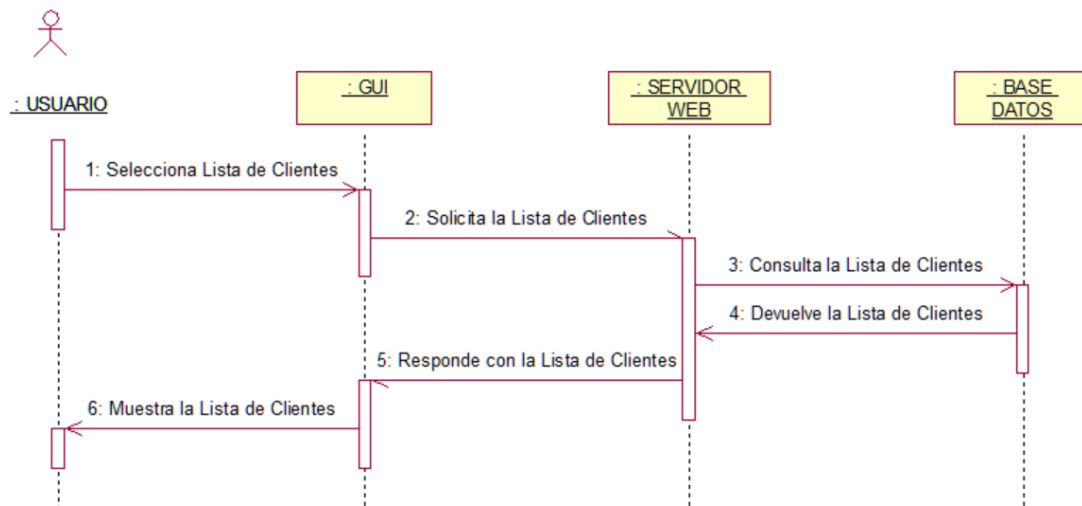 : USUARIO
: GUI
: SERVIDOR
WEB
: BASE
DATOS
1: Selecciona Lista de Clientes
2: Solicita la Lista de Clientes
3: Consulta la Lista de Clientes
4: Devuelve la Lista de Clientes
5: Responde con la Lista de Clientes
6: Muestra la Lista de Clientes